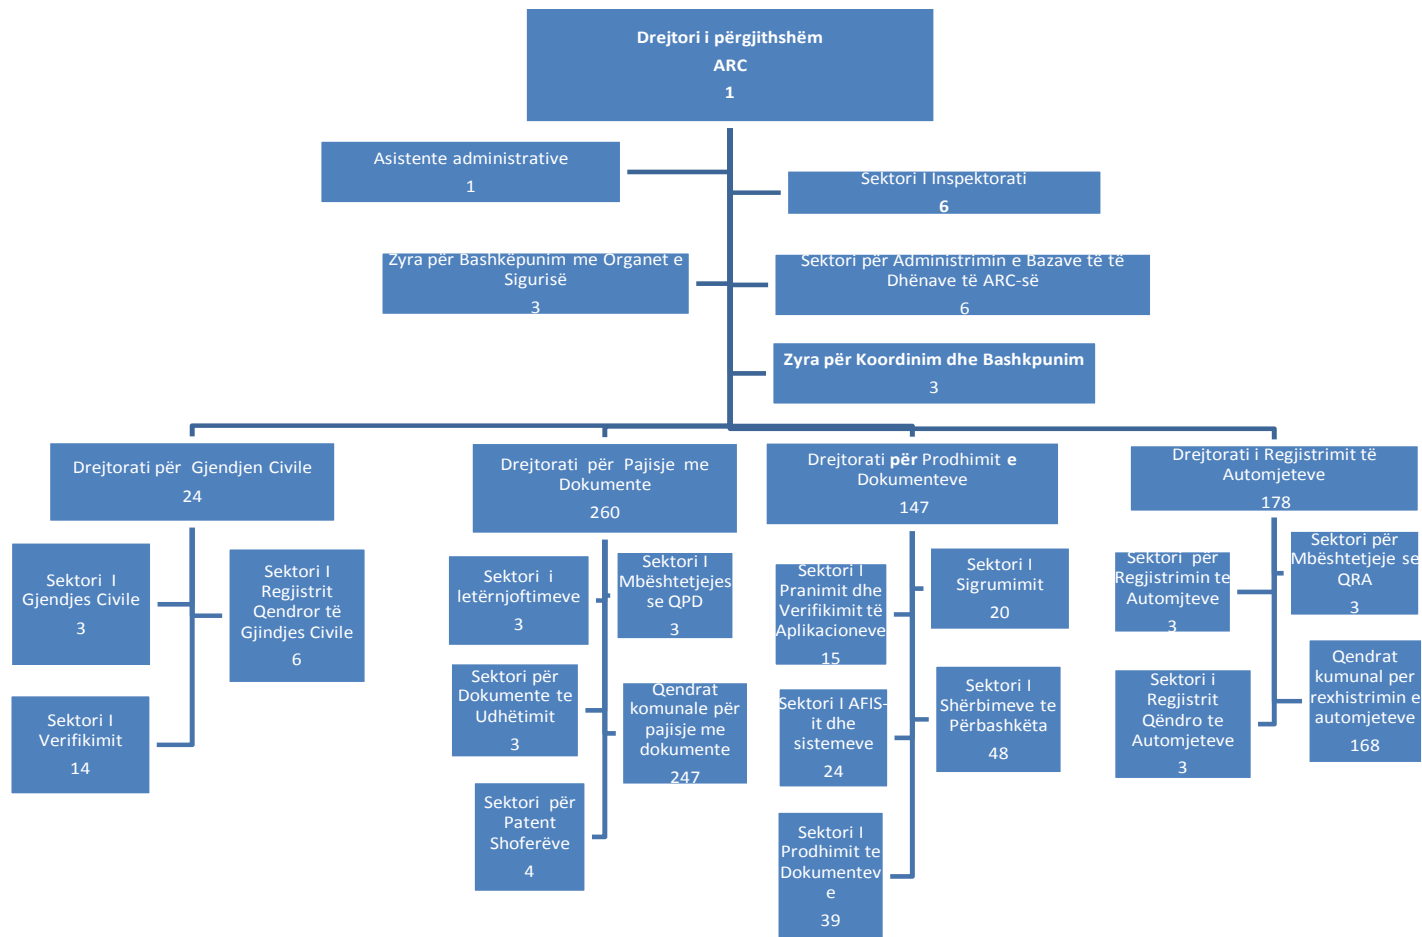 Drejtori i përgjithshëm
ARC
1
Asistente administrative
1
Sektori I Inspektorati
6
Zyra për Bashkëpunim me Organet e
Sigurisë
3
Sektori për Administrimin e Bazave të të
Dhënave të ARC-së
6
Zyra për Koordinim dhe Bashkpunim
3
Drejtorati për Gjendjen Civile
24
Drejtorati për Pajisje me
Dokumente
260
Drejtorati për Prodhimit e
Dokumenteve
147
Drejtorati i Regjistrimit të
Automjeteve
178
Sektori I
Gjendjes Civile
3
Sektori I
Regjistrit
Qendror të
Gjindjes Civile
6
Sektori I
Verifikimit
14
Sektori i
letërnjoftimeve
3
Sektori I
Mbështetjejes
se QPD
3
Sektori për
Dokumente te
Udhëtimit
3
Qendrat
komunale për
pajisje me
dokumente
247
Sektori për
Patent
Shoferëve
4
Sektori I
Pranimit dhe
Verifikimit të
Aplikacioneve
15
Sektori I
Sigrumimit
20
Sektori I AFIS-
it dhe
sistemeve
24
Sektori I
Shërbimeve te
Përbashkëta
48
Sektori I
Prodhimit te
Dokumentev
e
39
Sektori për
Regjistrimin te
Automjteve
3
Sektori për
Mbështetjeje se
QRA
3
Sektori i
Regjistrit
Qëndro te
Automjeteve
3
Qendrat
kumunal per
rexhistrimin e
automjeteve
168